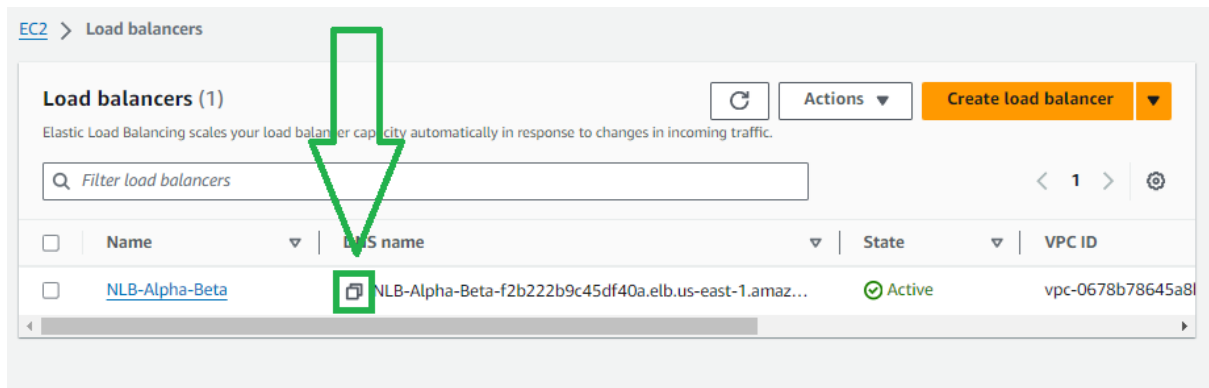 EC2 > Load balancers
Load balancers (1)
Actions
Create load balancer
Elastic Load Balancing scales your load balancer capacity automatically in response to changes in incoming traffic.
Filter load balancers
1
Name DNS name State VPC ID
NLB-Alpha-Beta NLB-Alpha-Beta-f2b222b9c45df40a.elb.us-east-1.amaz... Active vpc-0678b78645a8